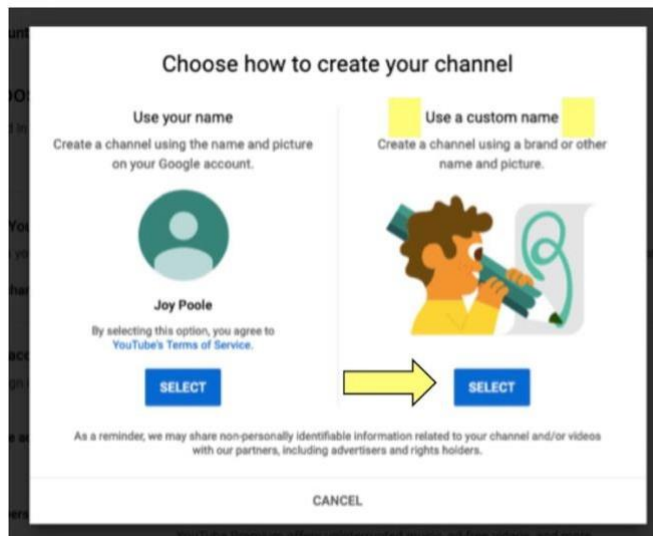 Choose how to create your channel
Use your name
Create a channel using the name and picture
on your Google account.
Joy Poole
By selecting this option, you agree to
YouTube's Terms of Service.
SELECT
Use a custom name
Create a channel using a brand or other
name and picture.
SELECT
As a reminder, we may share non-personally identifiable information related to your channel and/or videos
with our partners, including advertisers and rights holders.
CANCEL